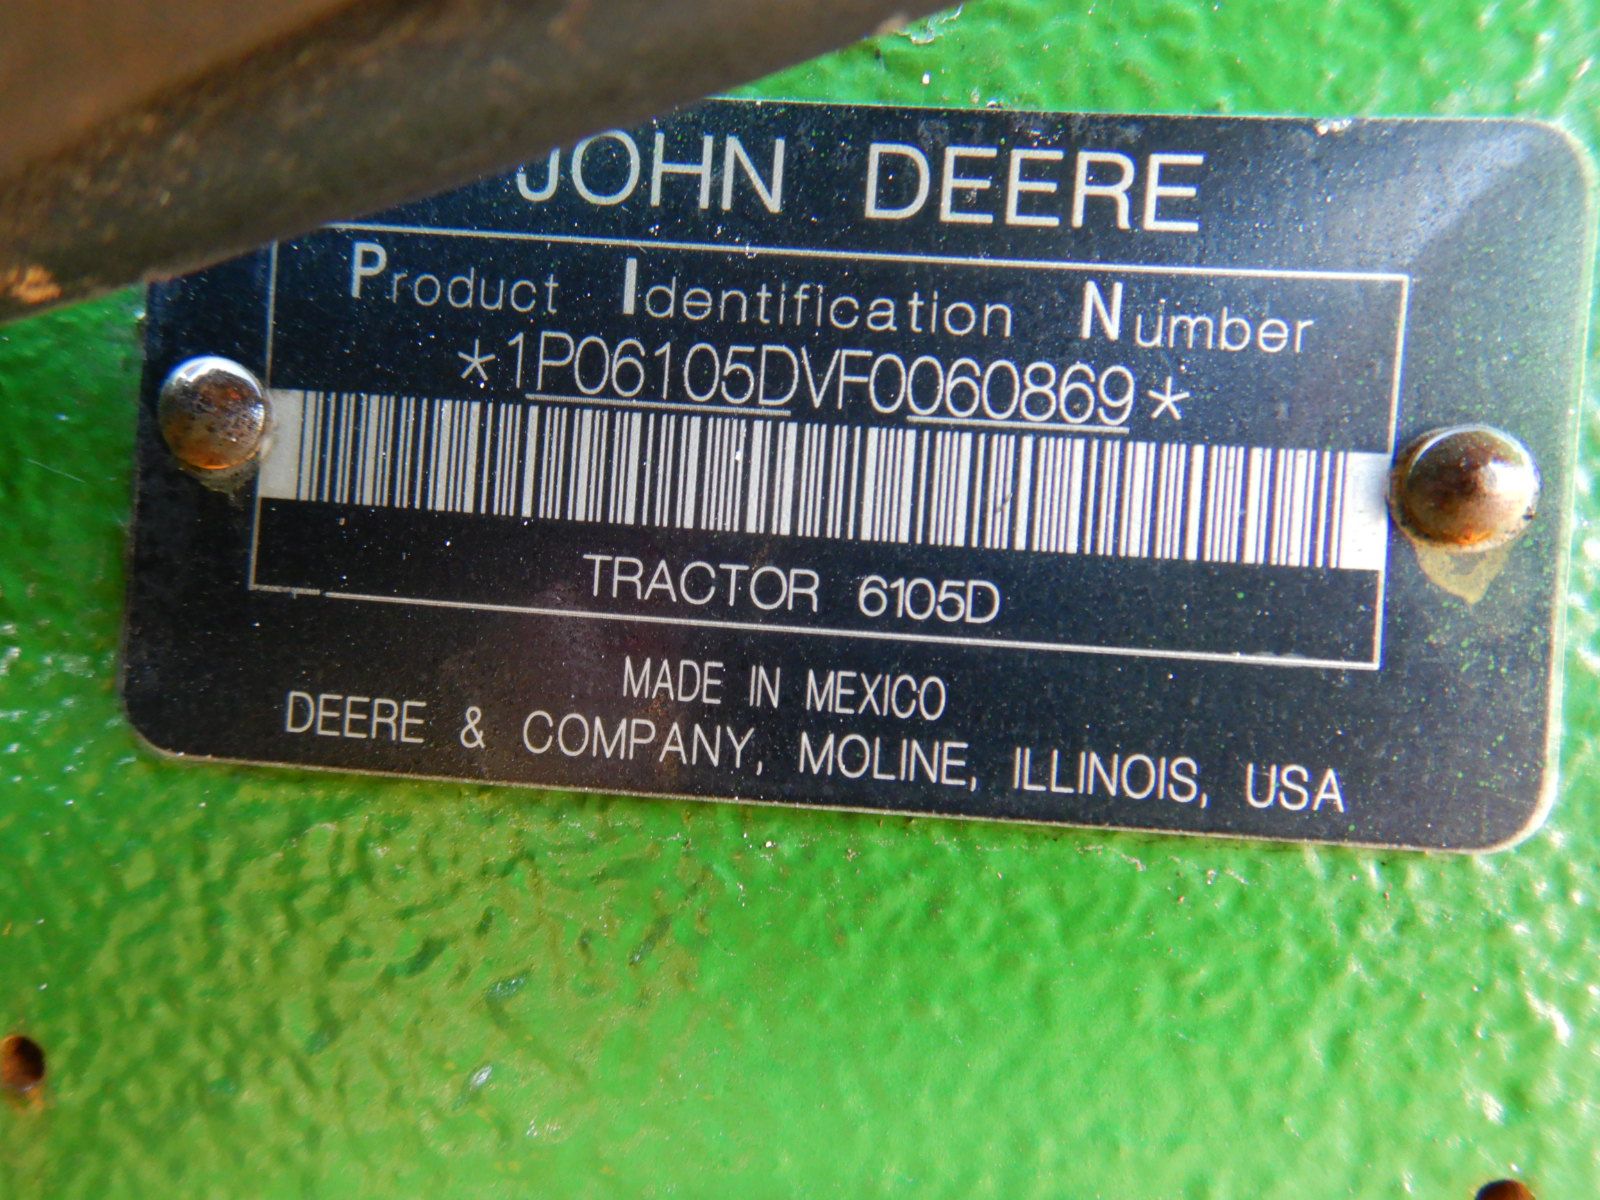 JOHN DEERE
Product Identification Number
*1P06105DVF0060869*
TRACTOR 6105D
MADE IN MEXICO
DEERE & COMPANY, MOLINE, ILLINOIS, USA